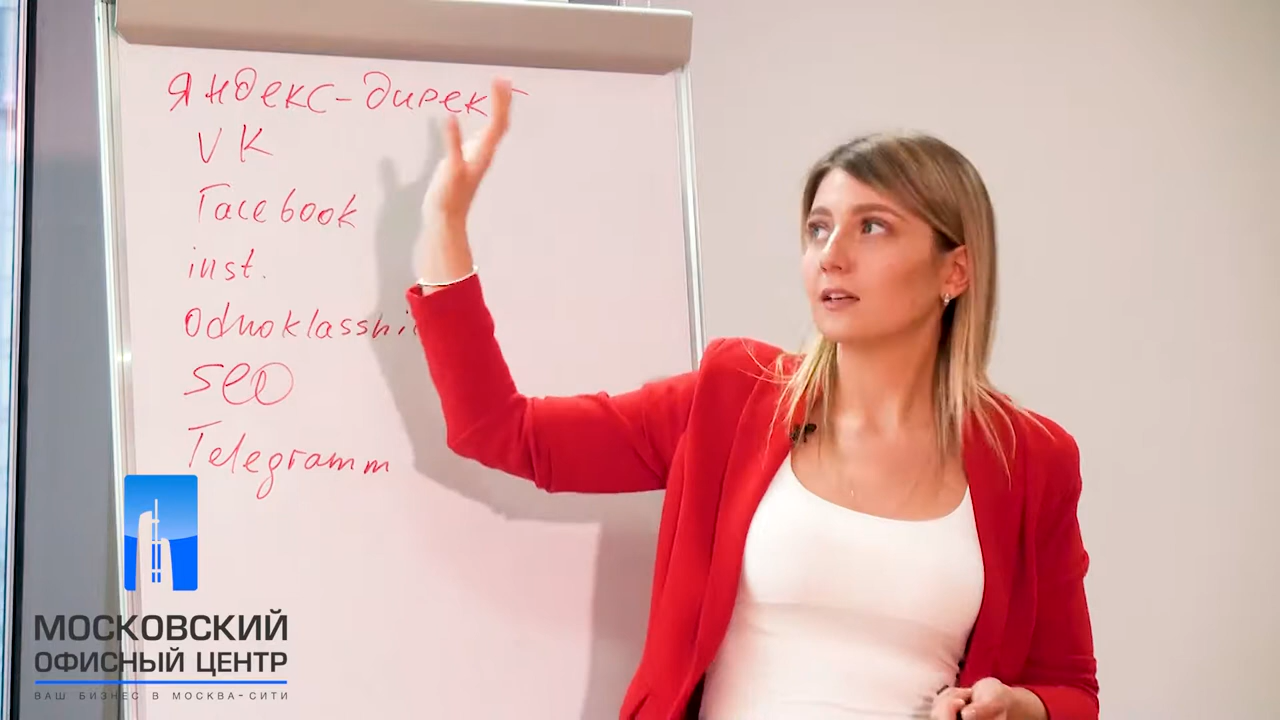 Яндекс-директ
VK
Facebook
inst.
Odnoklassni
SEO
Telegramm
МОСКОВСКИЙ
ОФИСНЫЙ ЦЕНТР
ВАШ БИЗНЕС В МОСКВА-СИТИ